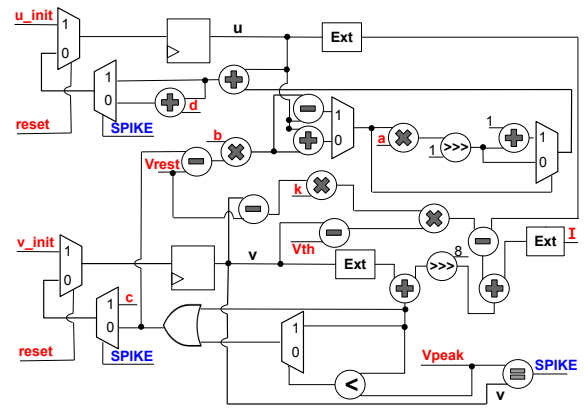 u_init
1
0
u
Ext
1
0
d
reset
SPIKE
b
1
0
a
1
>>>
1
1
0
Vrest
k
v_init
1
0
Vth
v
Ext
8
>>>
Ext
I
1
0
c
reset
SPIKE
1
0
<
Vpeak
v
=
SPIKE